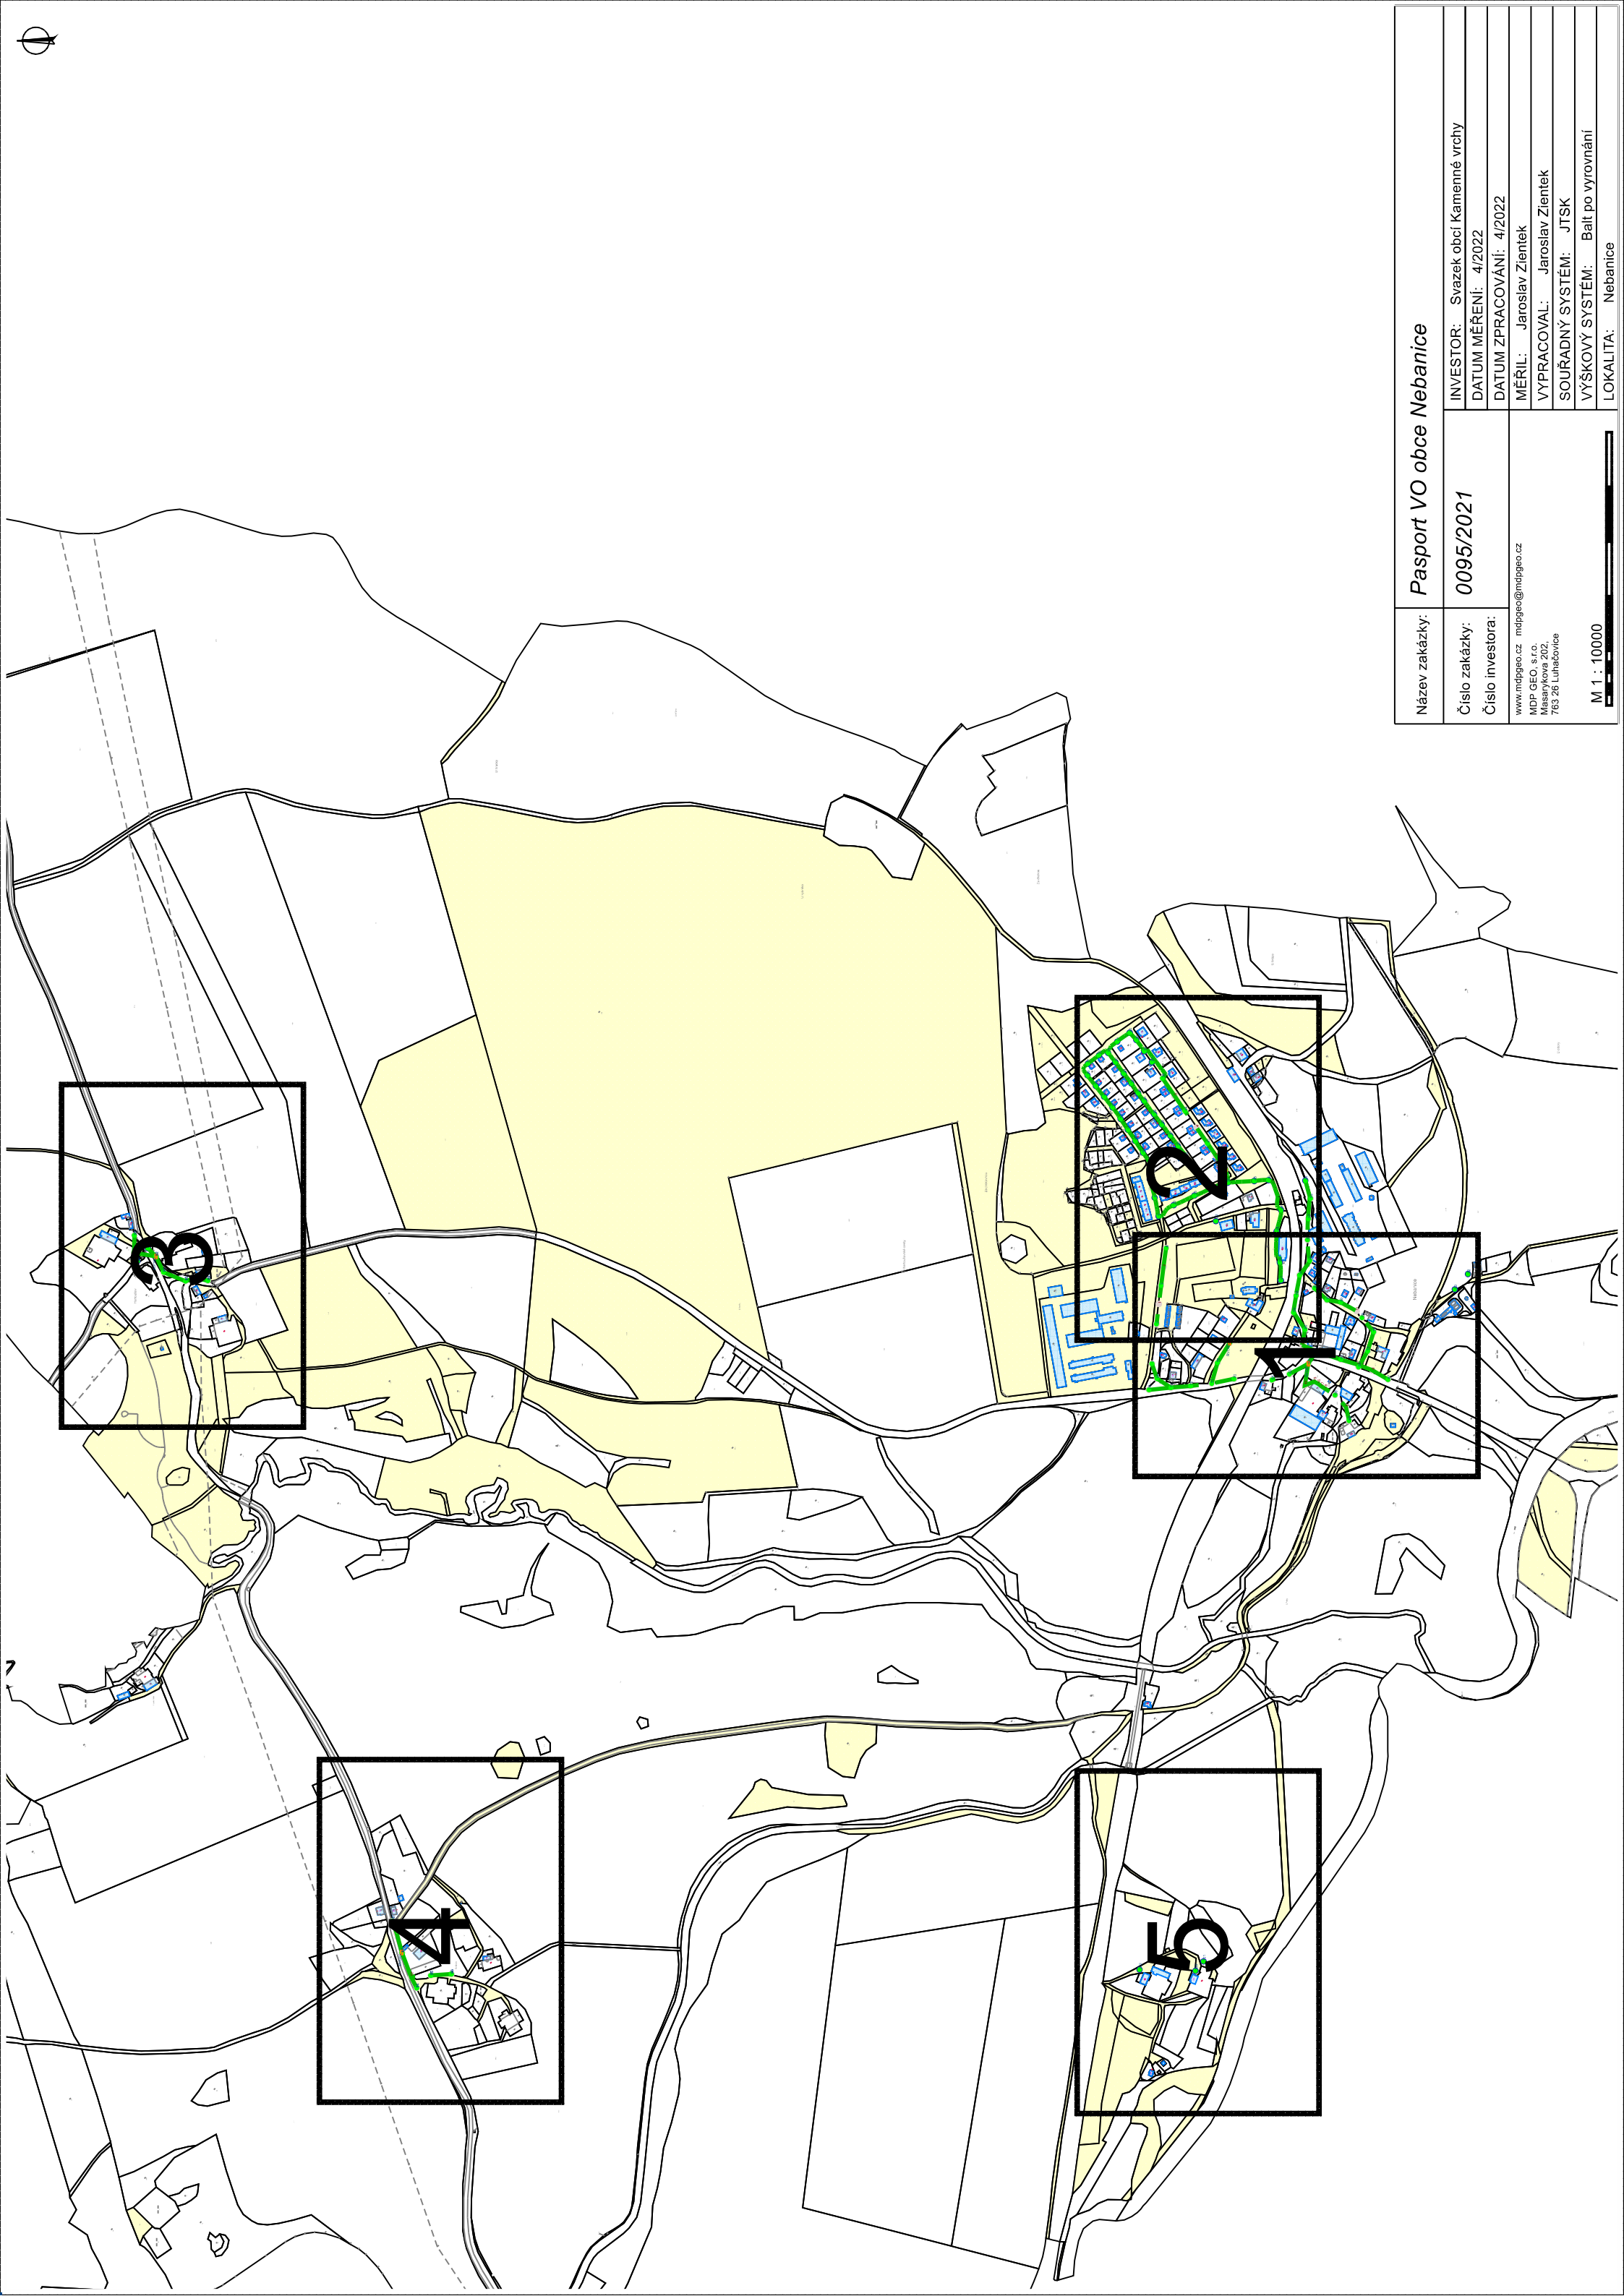 Název zakázky: Pasport VO obce Nebanice
Číslo zakázky: 0095/2021
Číslo investora:
www.mdpgeo.cz mdpgeo@mdpgeo.cz
MDP GEO, s.r.o.
Masarykova 202,
763 26 Luhačovice
M 1 : 10000
INVESTOR: Svazek obcí Kamenné vrchy
DATUM MĚŘENÍ: 4/2022
DATUM ZPRACOVÁNÍ: 4/2022
MĚŘIL: Jaroslav Zientek
VYPRACOVAL: Jaroslav Zientek
SOUŘADNÝ SYSTÉM: JTSK
VÝŠKOVÝ SYSTÉM: Balt po vyrovnání
LOKALITA: Nebanice
3
2
1
4
5